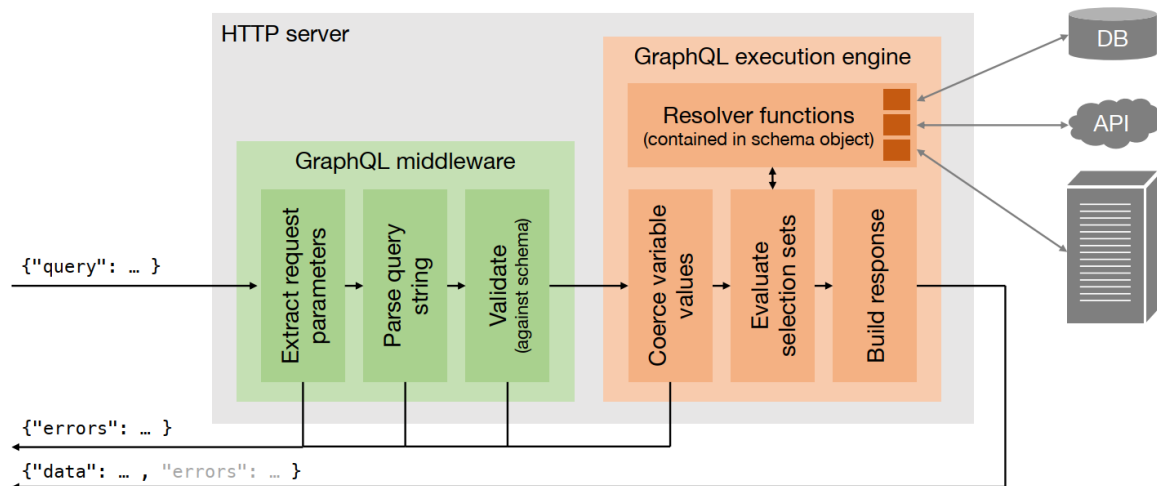 HTTP server
GraphQL execution engine
DB
Resolver functions
(contained in schema object)
API
GraphQL middleware
{"query": … }
Extract request
parameters
Parse query
string
Validate
(against schema)
Coerce variable
values
Evaluate
selection sets
Build response
{"errors": … }
{"data": … , "errors": … }